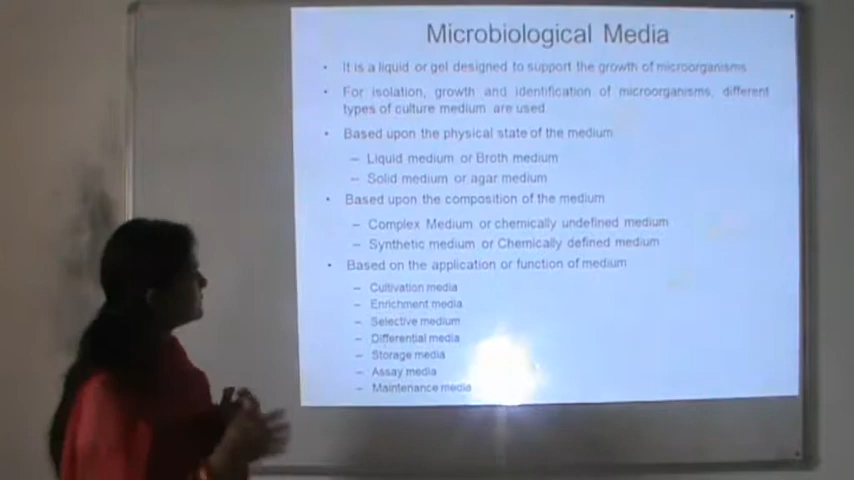 Microbiological Media
• It is a liquid or gel designed to support the growth of microorganisms
• For isolation, growth and identification of microorganisms, different
types of culture medium are used
• Based upon the physical state of the medium
– Liquid medium or Broth medium
– Solid medium or agar medium
• Based upon the composition of the medium
– Complex Medium or chemically undefined medium
– Synthetic medium or Chemically defined medium
• Based on the application or function of medium
– Cultivation media
– Enrichment media
– Selective medium
– Differential media
– Storage media
– Assay media
– Maintenance media